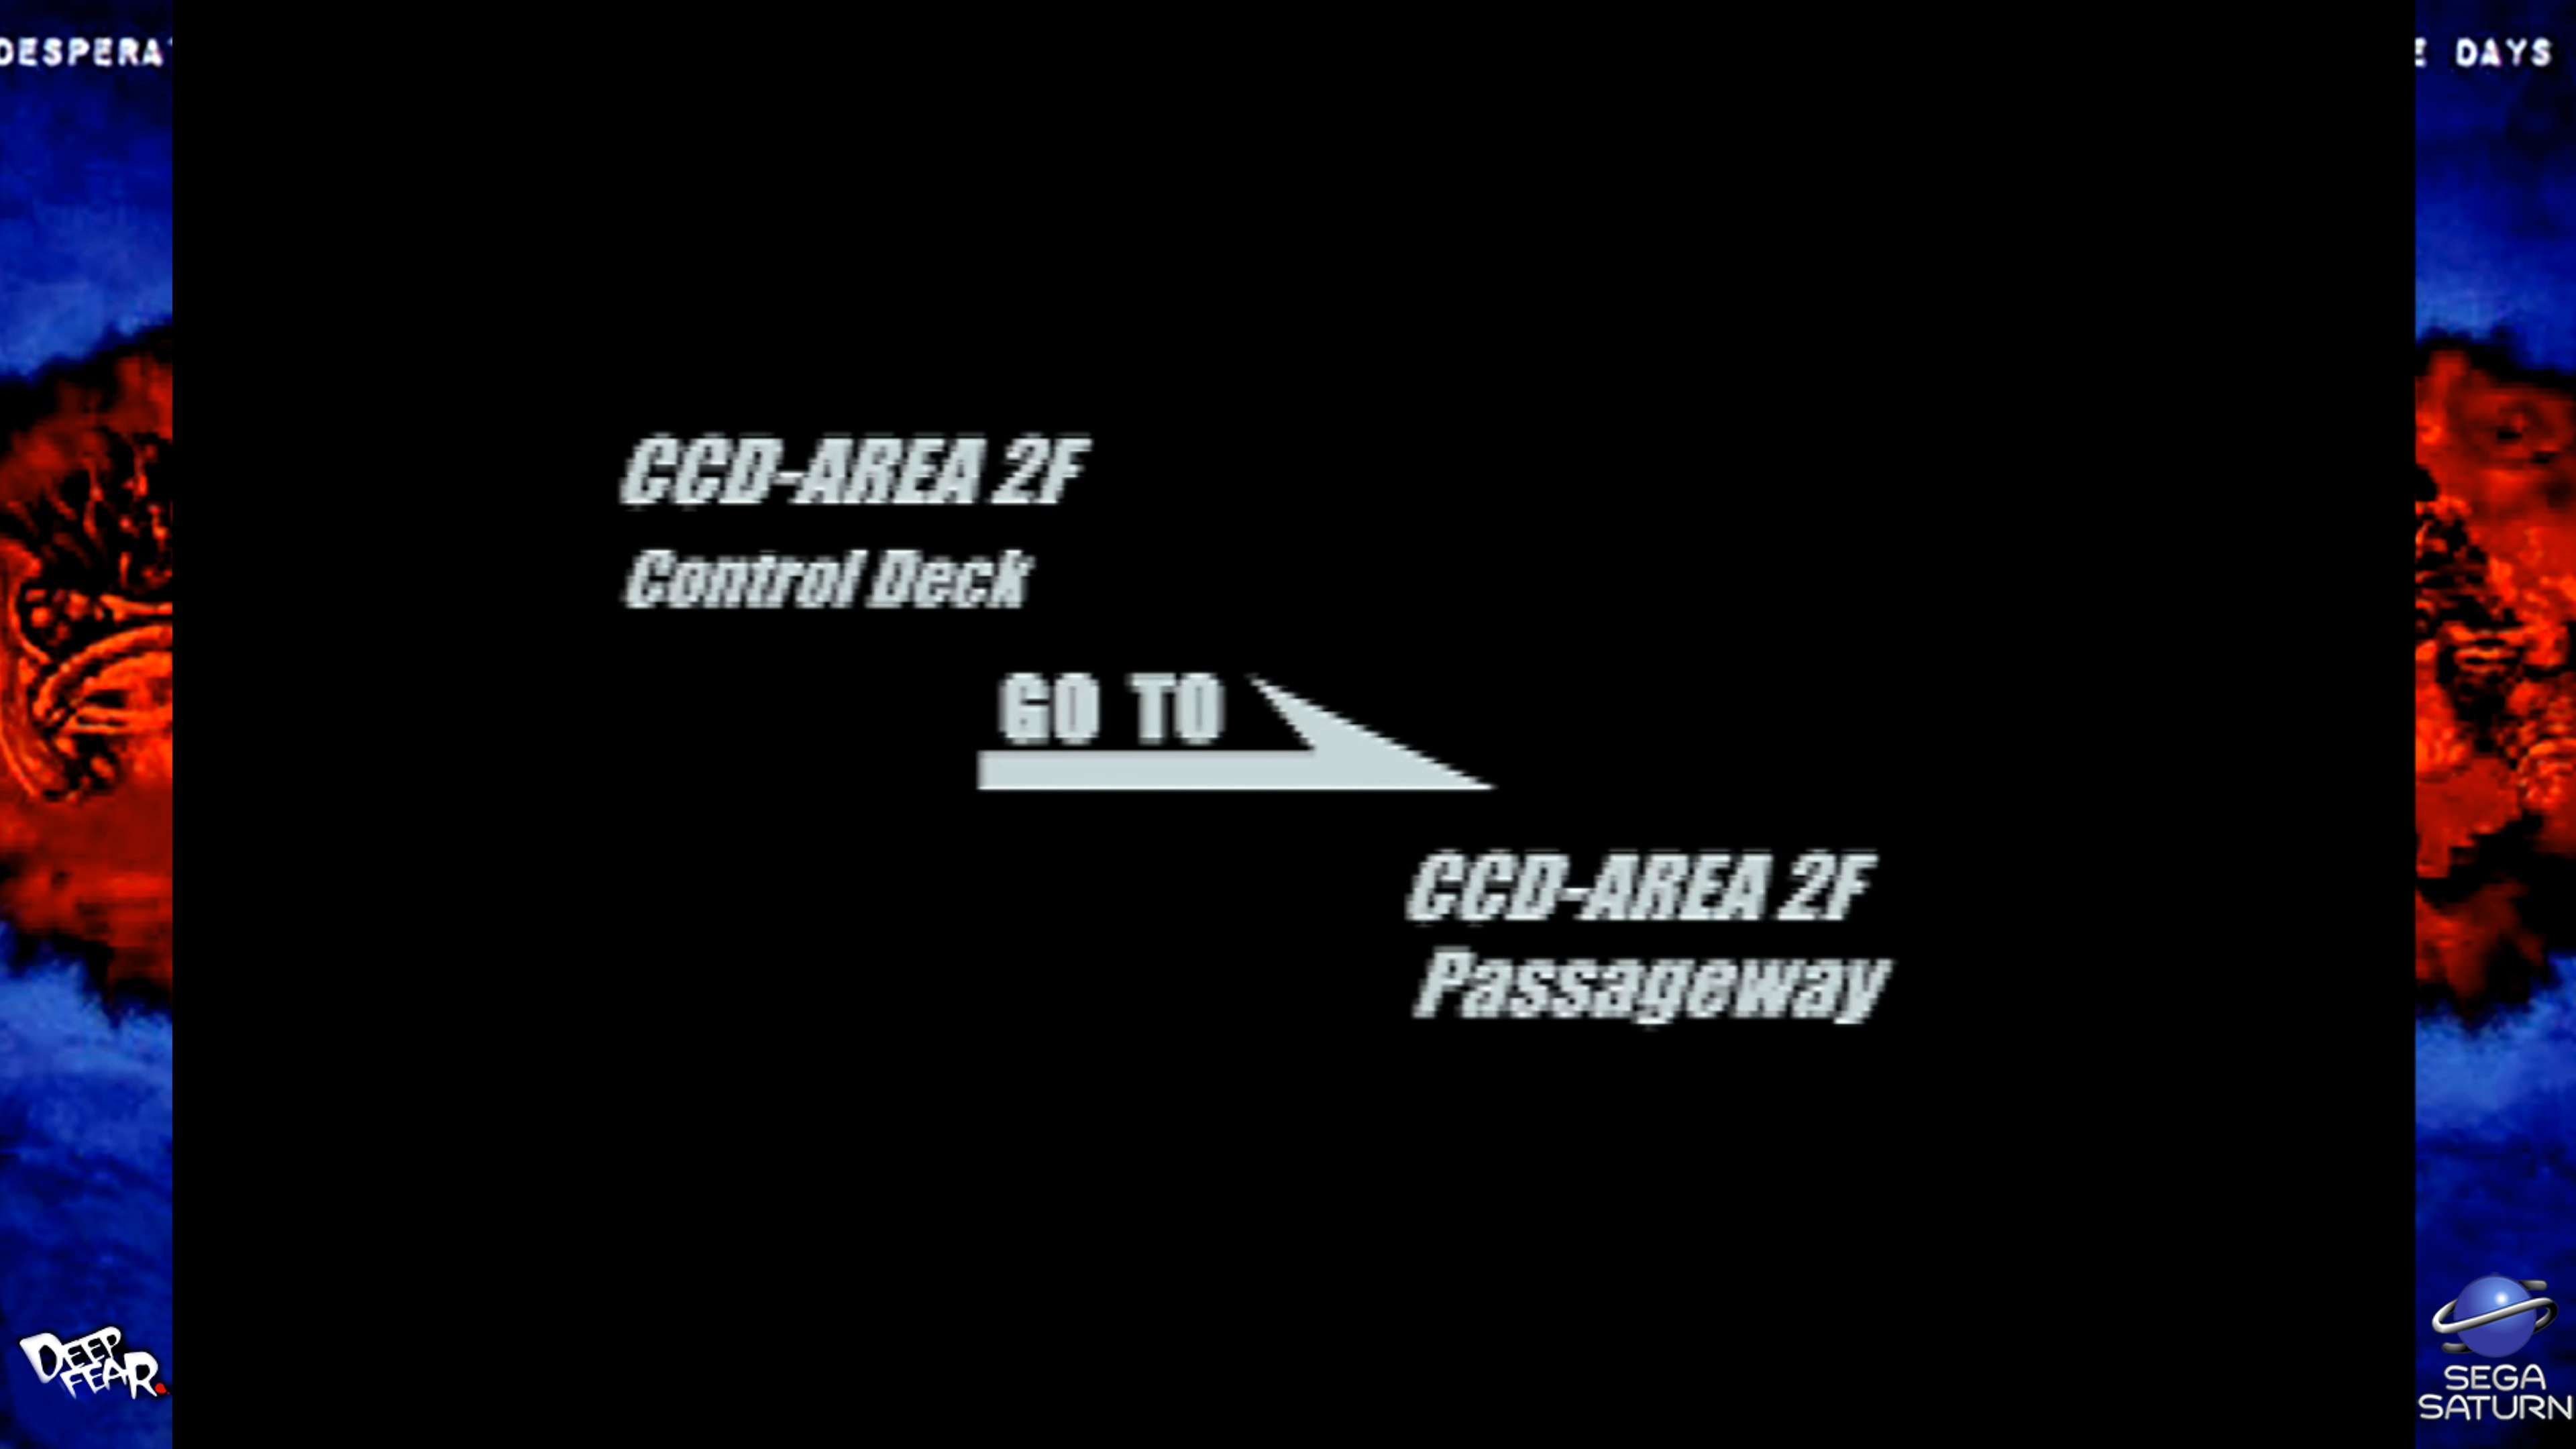 DESPERA
E DAYS
CCD-AREA 2F
Control Deck
GO TO
CCD-AREA 2F
Passageway
DEEP
FEAR.
SEGA
SATURN